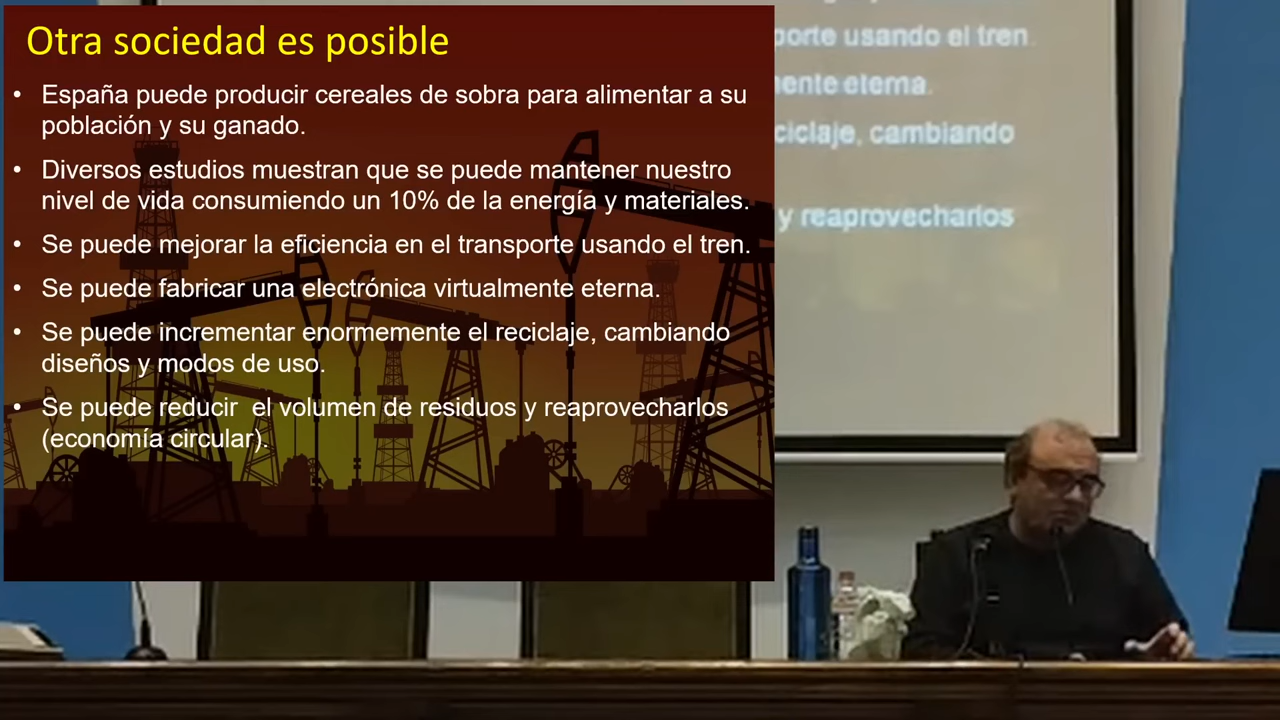 Otra sociedad es posible
• España puede producir cereales de sobra para alimentar a su
población y su ganado.
• Diversos estudios muestran que se puede mantener nuestro
nivel de vida consumiendo un 10% de la energía y materiales.
• Se puede mejorar la eficiencia en el transporte usando el tren.
• Se puede fabricar una electrónica virtualmente eterna.
• Se puede incrementar enormemente el reciclaje, cambiando
diseños y modos de uso.
• Se puede reducir  el volumen de residuos y reaprovecharlos
(economía circular).
porte usando el tren.
mente eterna.
ciclaje, cambiando
y reaprovecharlos